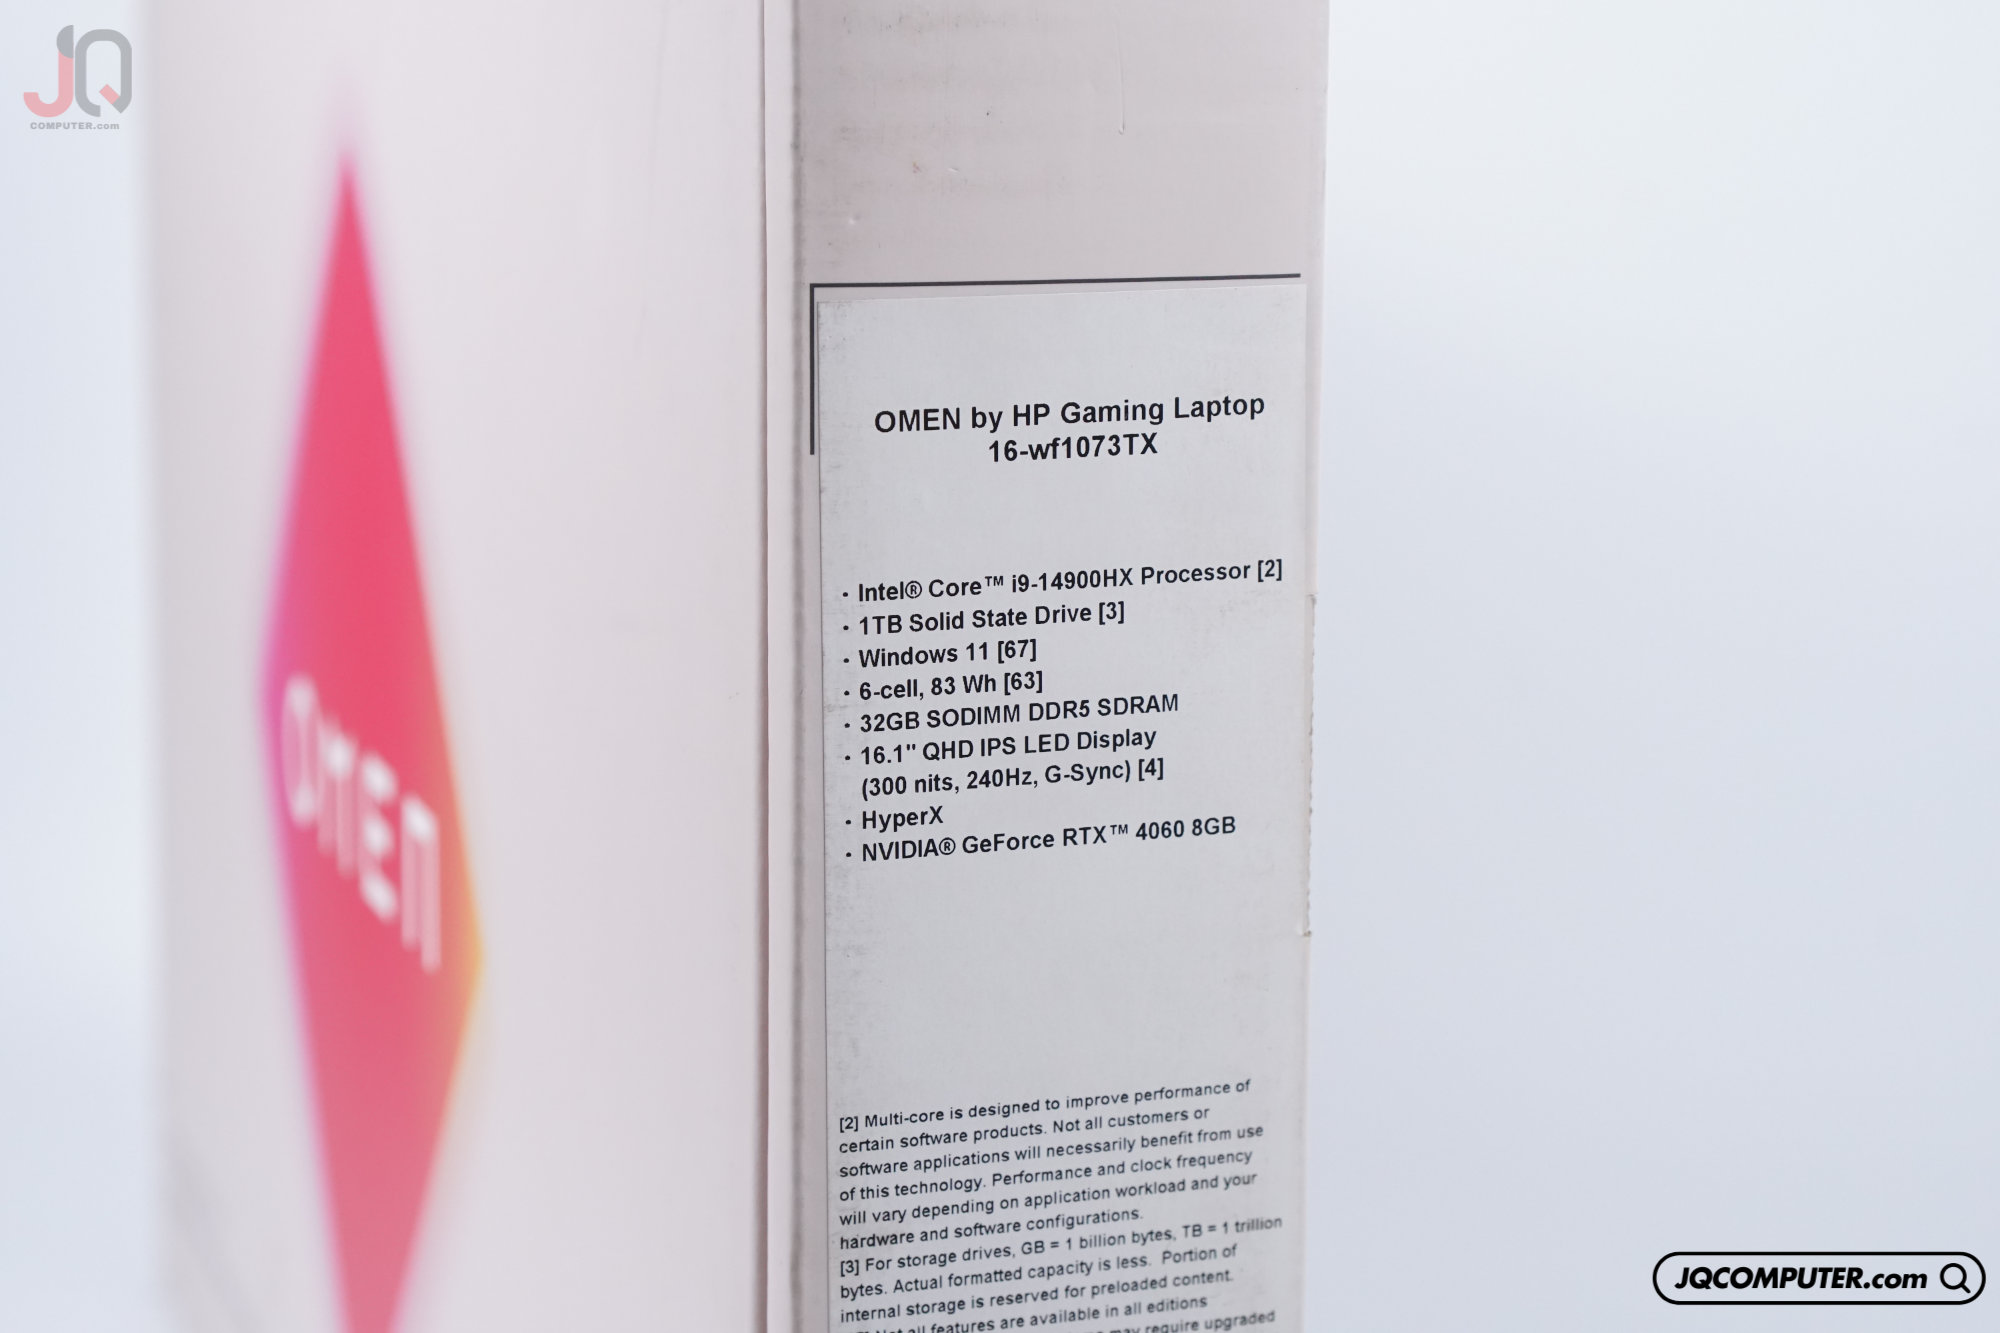 JQ
COMPUTER.com
OMEN
OMEN by HP Gaming Laptop
16-wf1073TX
· Intel® Core™ i9-14900HX Processor [2]
· 1TB Solid State Drive [3]
· Windows 11 [67]
· 6-cell, 83 Wh [63]
· 32GB SODIMM DDR5 SDRAM
· 16.1" QHD IPS LED Display
(300 nits, 240Hz, G-Sync) [4]
· HyperX
· NVIDIA® GeForce RTX™ 4060 8GB
[2] Multi-core is designed to improve performance of
certain software products. Not all customers or
software applications will necessarily benefit from use
of this technology. Performance and clock frequency
will vary depending on application workload and your
hardware and software configurations.
[3] For storage drives, GB = 1 billion bytes, TB = 1 trillion
bytes. Actual formatted capacity is less. Portion of
internal storage is reserved for preloaded content.
Not all features are available in all editions
may require upgraded
JQCOMPUTER.com